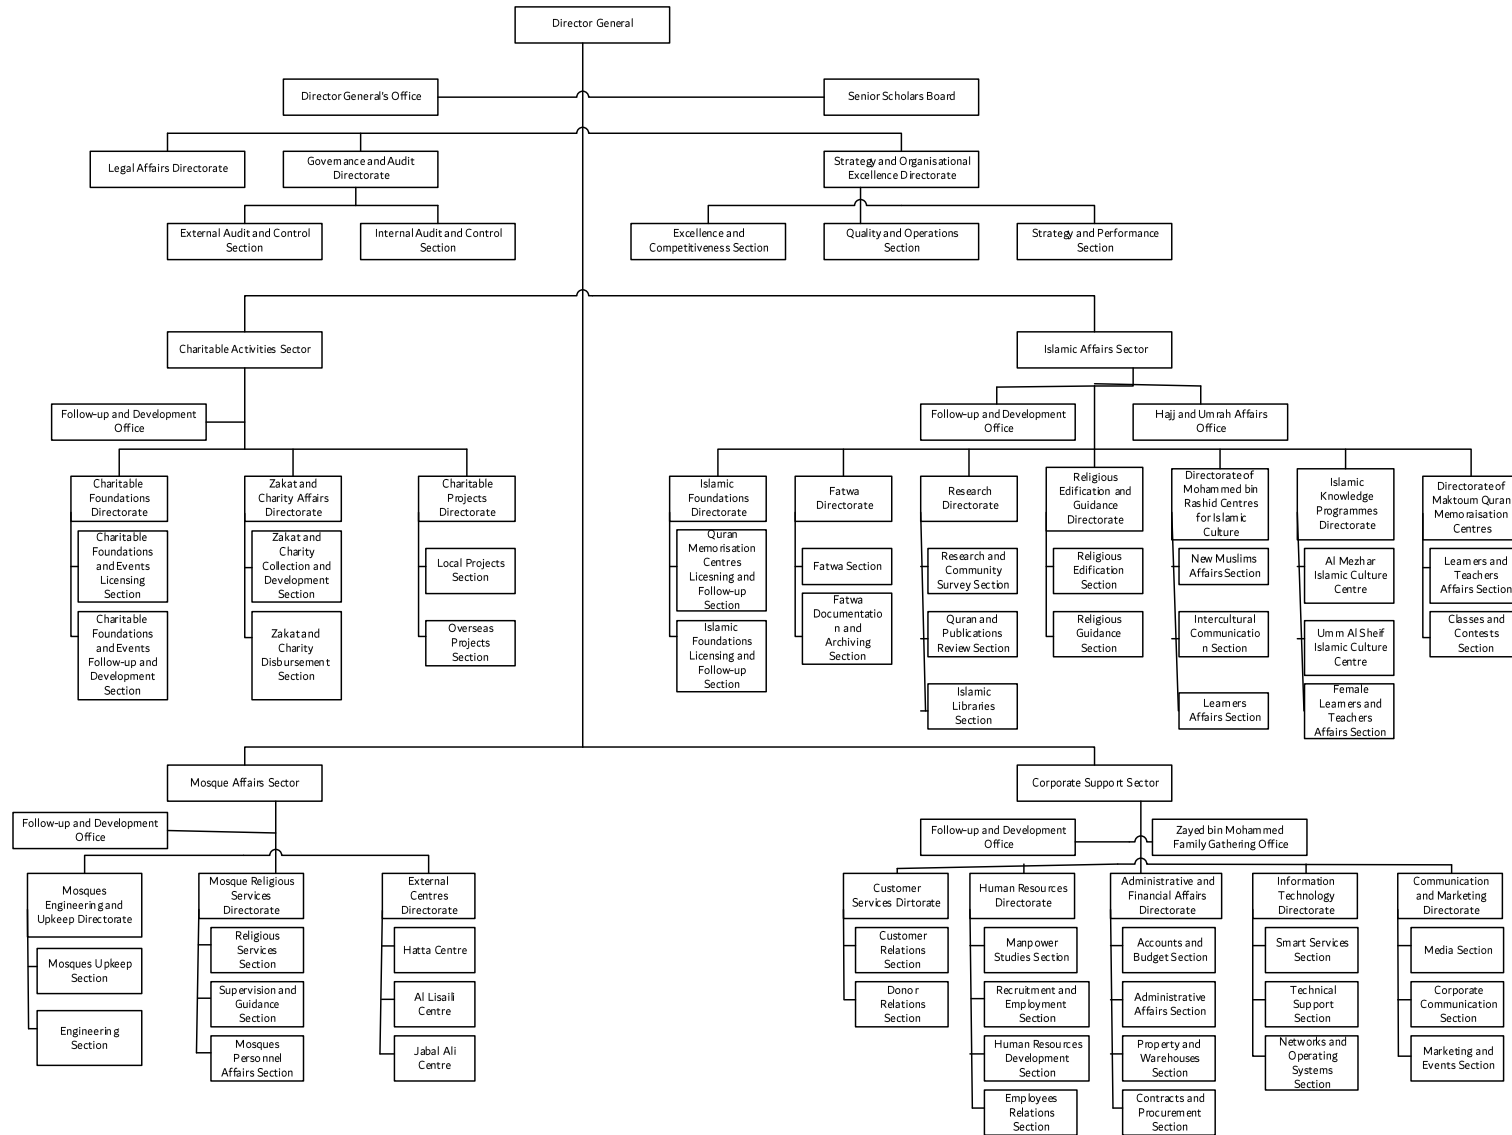 Director General
Director General's Office
Senior Scholars Board
Legal Affairs Directorate
Governance and Audit
Directorate
Strategy and Organisational
Excellence Directorate
External Audit and Control
Section
Internal Audit and Control
Section
Excellence and
Competitiveness Section
Quality and Operations
Section
Strategy and Performance
Section
Charitable Activities Sector
Islamic Affairs Sector
Follow-up and Development
Office
Follow-up and Development
Office
Hajj and Umrah Affairs
Office
Charitable
Foundations
Directorate
Charitable
Foundations
and Events
Licensing
Section
Charitable
Foundations
and Events
Follow-up and
Development
Section
Zakat and
Charity Affairs
Directorate
Zakat and
Charity
Collection and
Development
Section
Zakat and
Charity
Disbursement
Section
Charitable
Projects
Directorate
Local Projects
Section
Overseas
Projects
Section
Islamic
Foundations
Directorate
Quran
Memorisation
Centres
Licesning and
Follow-up
Section
Islamic
Foundations
Licensing and
Follow-up
Section
Fatwa
Directorate
Fatwa Section
Fatwa
Documentatio
n and
Archiving
Section
Research
Directorate
Research and
Community
Survey Section
Quran and
Publications
Review Section
Islamic
Libraries
Section
Religious
Edification and
Guidance
Directorate
Religious
Edification
Section
Religious
Guidance
Section
Directorate of
Mohammed bin
Rashid Centres
for Islamic
Culture
New Muslims
Affairs Section
Intercultural
Communicatio
n Section
Learners
Affairs Section
Islamic
Knowledge
Programmes
Directorate
Al Mezhar
Islamic Culture
Centre
Umm Al Sheif
Islamic Culture
Centre
Female
Learners and
Teachers
Affairs Section
Directorate of
Maktoum Quran
Memoraisation
Centres
Learners and
Teachers
Affairs Section
Classes and
Contests
Section
Mosque Affairs Sector
Corporate Support Sector
Follow-up and Development
Office
Follow-up and Development
Office
Zayed bin Mohammed
Family Gathering Office
Mosques
Engineering and
Upkeep Directorate
Mosques Upkeep
Section
Engineering
Section
Mosque Religious
Services
Directorate
Religious
Services
Section
Supervision and
Guidance
Section
Mosques
Personnel
Affairs Section
External
Centres
Directorate
Hatta Centre
Al Lisaili
Centre
Jabal Ali
Centre
Customer
Services Dirtorate
Customer
Relations
Section
Donor
Relations
Section
Human Resources
Directorate
Manpower
Studies Section
Recruitment and
Employment
Section
Human Resources
Development
Section
Employees
Relations
Section
Administrative and
Financial Affairs
Directorate
Accounts and
Budget Section
Administrative
Affairs Section
Property and
Warehouses
Section
Contracts and
Procurement
Section
Information
Technology
Directorate
Smart Services
Section
Technical
Support
Section
Networks and
Operating
Systems
Section
Communication
and Marketing
Directorate
Media Section
Corporate
Communication
Section
Marketing and
Events Section